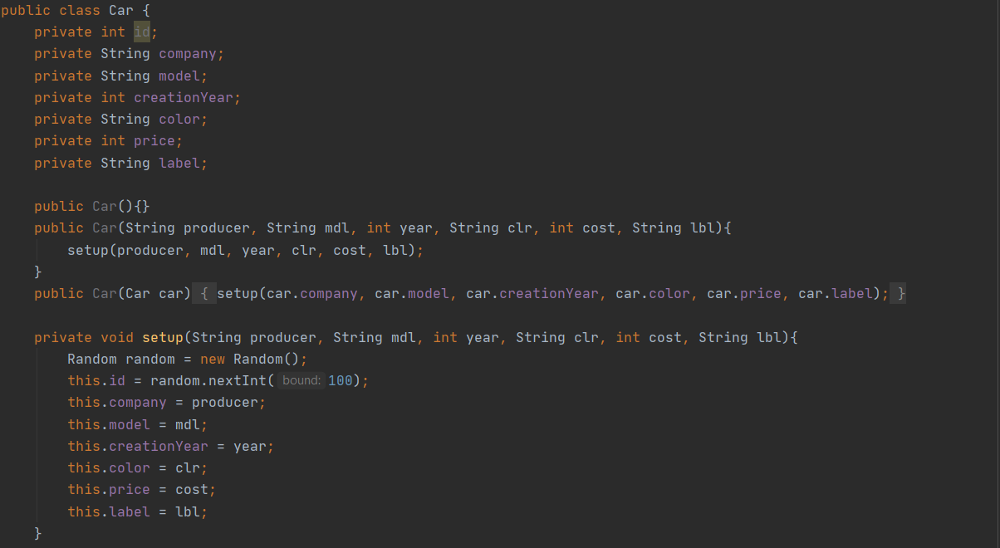 public class Car {
    private int id;
    private String company;
    private String model;
    private int creationYear;
    private String color;
    private int price;
    private String label;

    public Car(){}
    public Car(String producer, String mdl, int year, String clr, int cost, String lbl){
        setup(producer, mdl, year, clr, cost, lbl);
    }
    public Car(Car car) { setup(car.company, car.model, car.creationYear, car.color, car.price, car.label); }

    private void setup(String producer, String mdl, int year, String clr, int cost, String lbl){
        Random random = new Random();
        this.id = random.nextInt( bound: 100);
        this.company = producer;
        this.model = mdl;
        this.creationYear = year;
        this.color = clr;
        this.price = cost;
        this.label = lbl;
    }